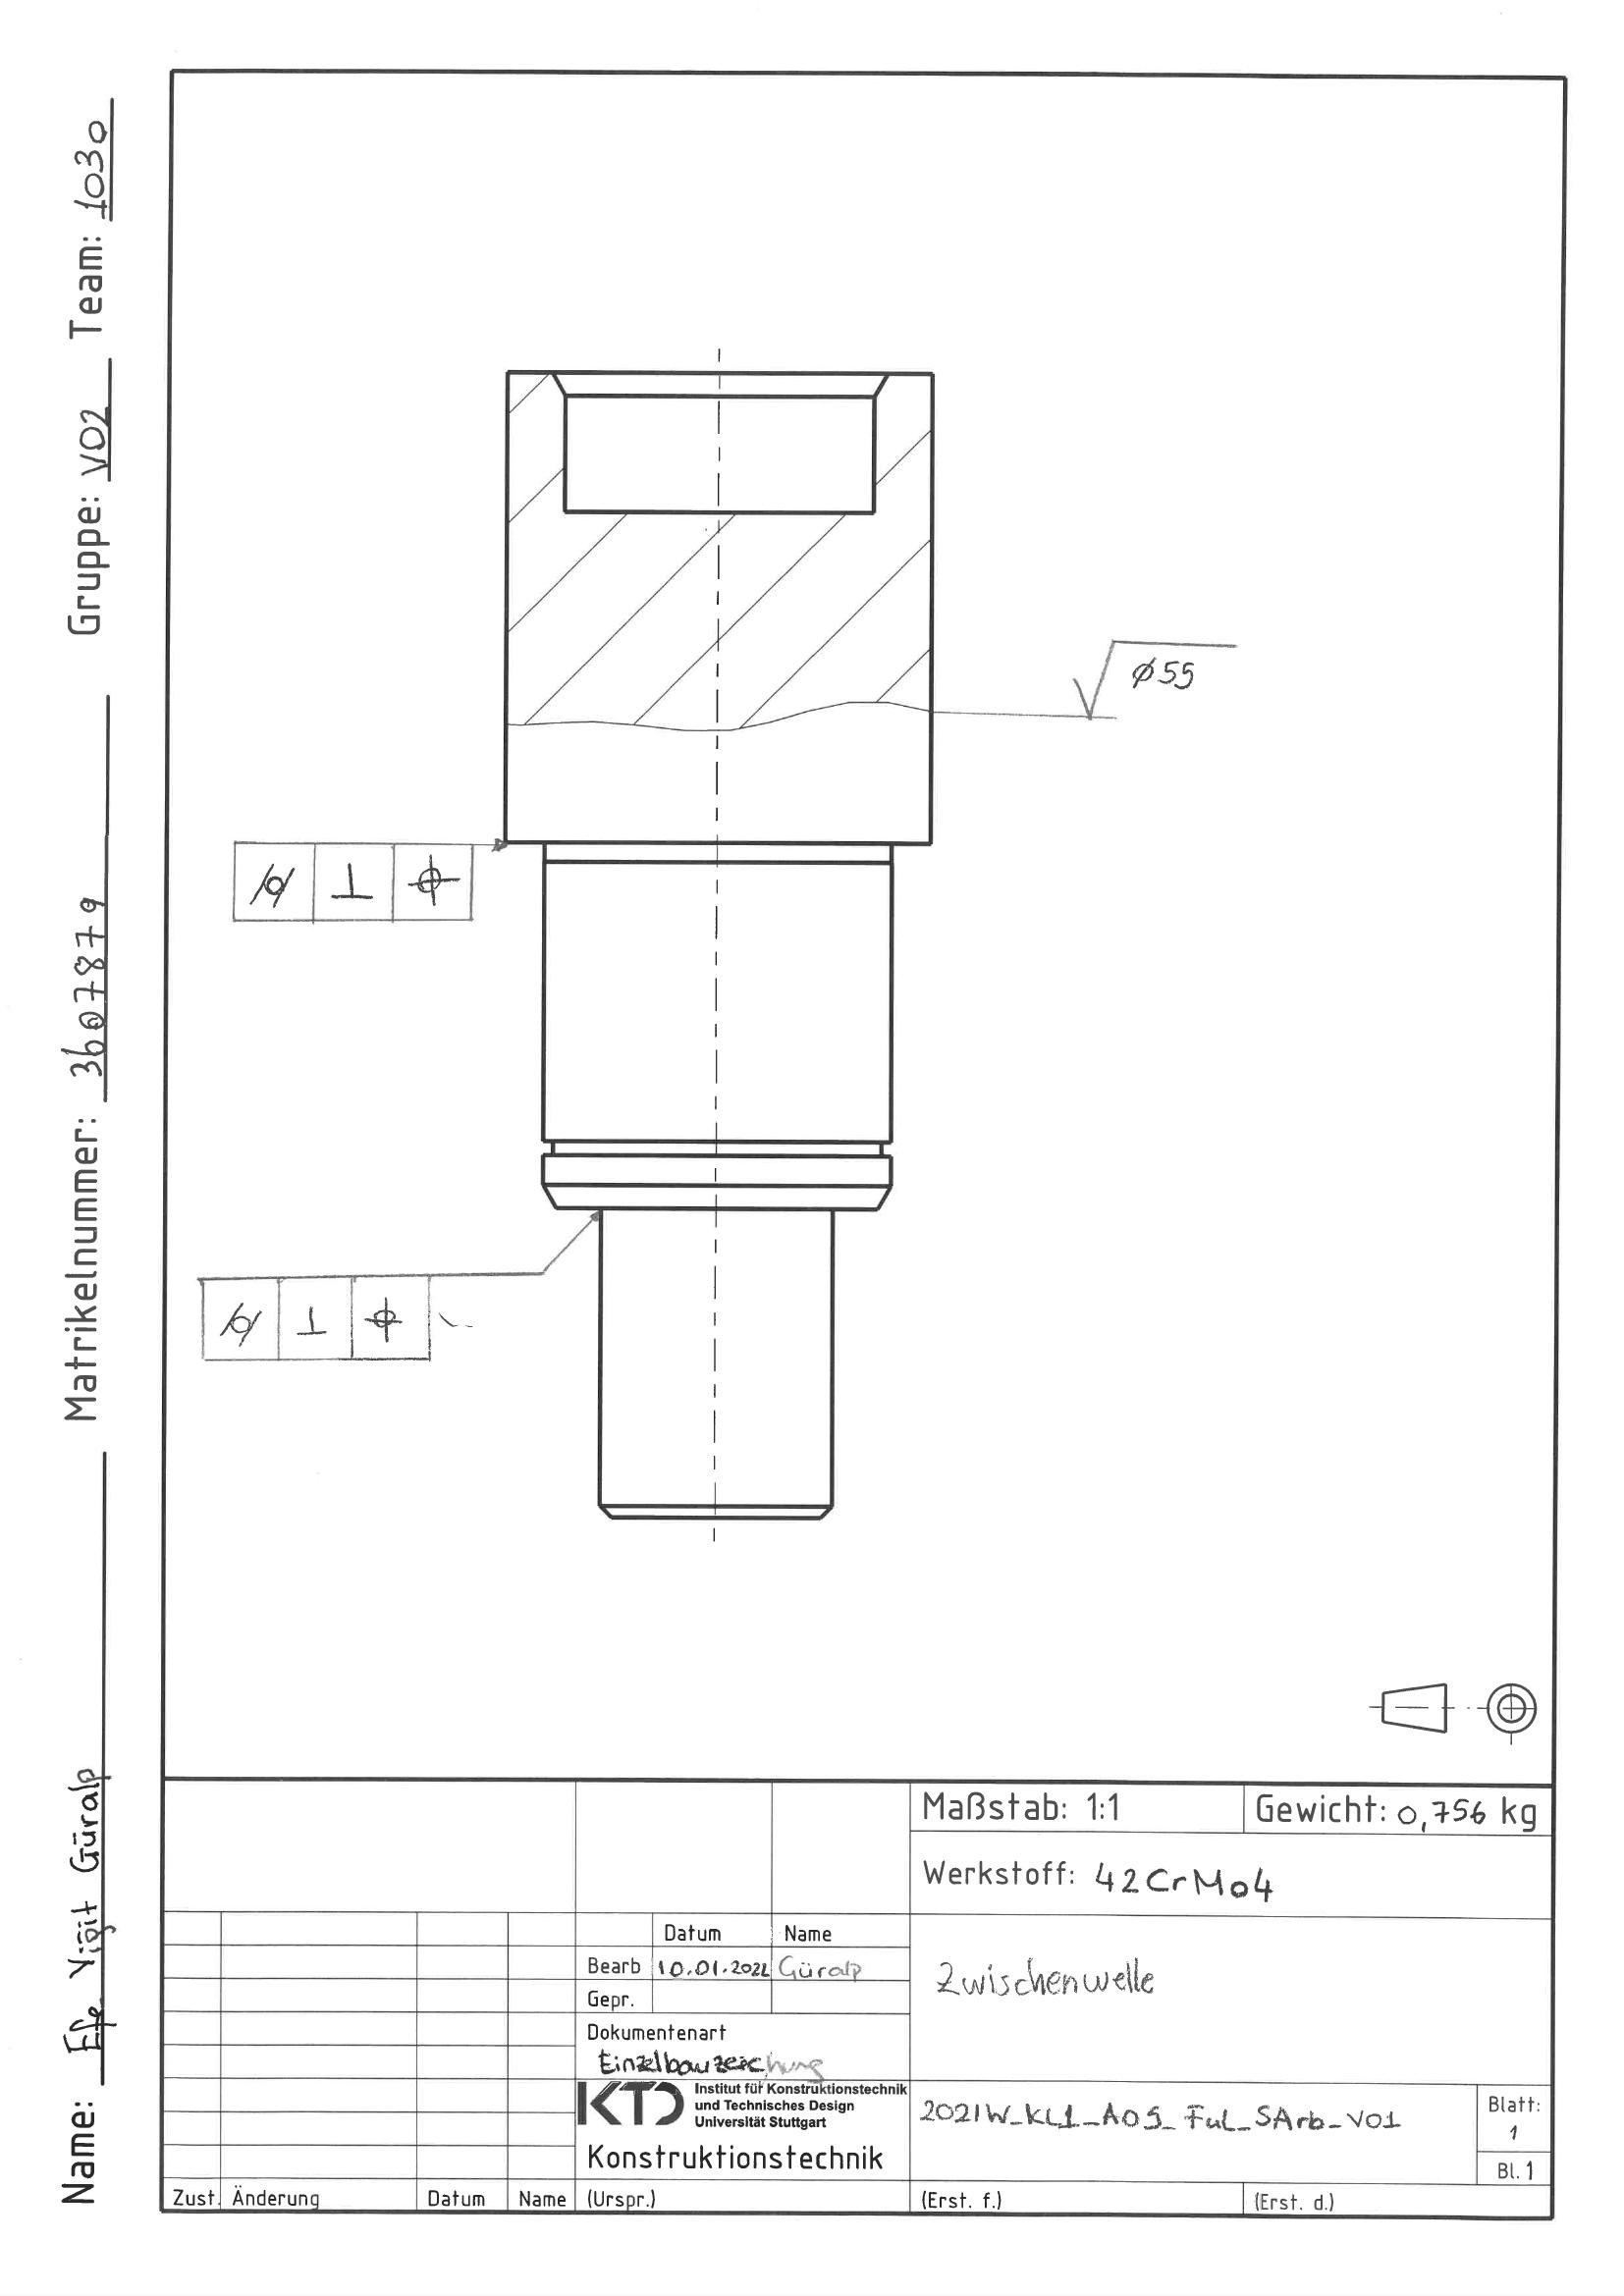 Name: Efe Yiğit Güralp Matrikelnummer: 3607879 Gruppe: V02 Team: 1030
⌀55
Maßstab: 1:1
Gewicht: 0,756 kg
Werkstoff: 42CrMo4
Datum Name
Bearb 10.01.2022 Güralp
Gepr.
Zwischenwelle
Dokumentenart
Einzelbauzeichung
KTD
Institut für Konstruktionstechnik
und Technisches Design
Universität Stuttgart
Konstruktionstechnik
2021W_KL1_A05_FuL_SArb_V01
Blatt:
1
Bl. 1
Zust. Änderung Datum Name (Urspr.) (Erst. f.) (Erst. d.)